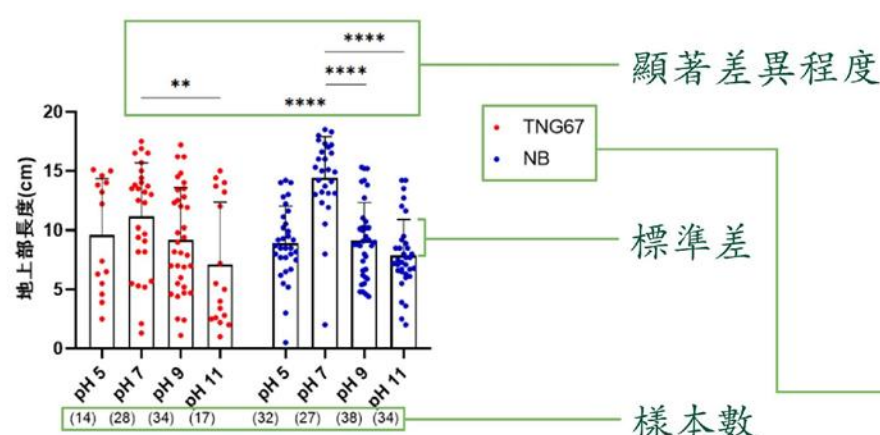 ****
**
****
****
顯著差異程度
TNG67
NB
標準差
地上部長度(cm)
20
15
10
5
0
pH 5
pH 7
pH 9
pH 11
pH 5
pH 7
pH 9
pH 11
(14) (28) (34) (17) (32) (27) (38) (34)
樣本數